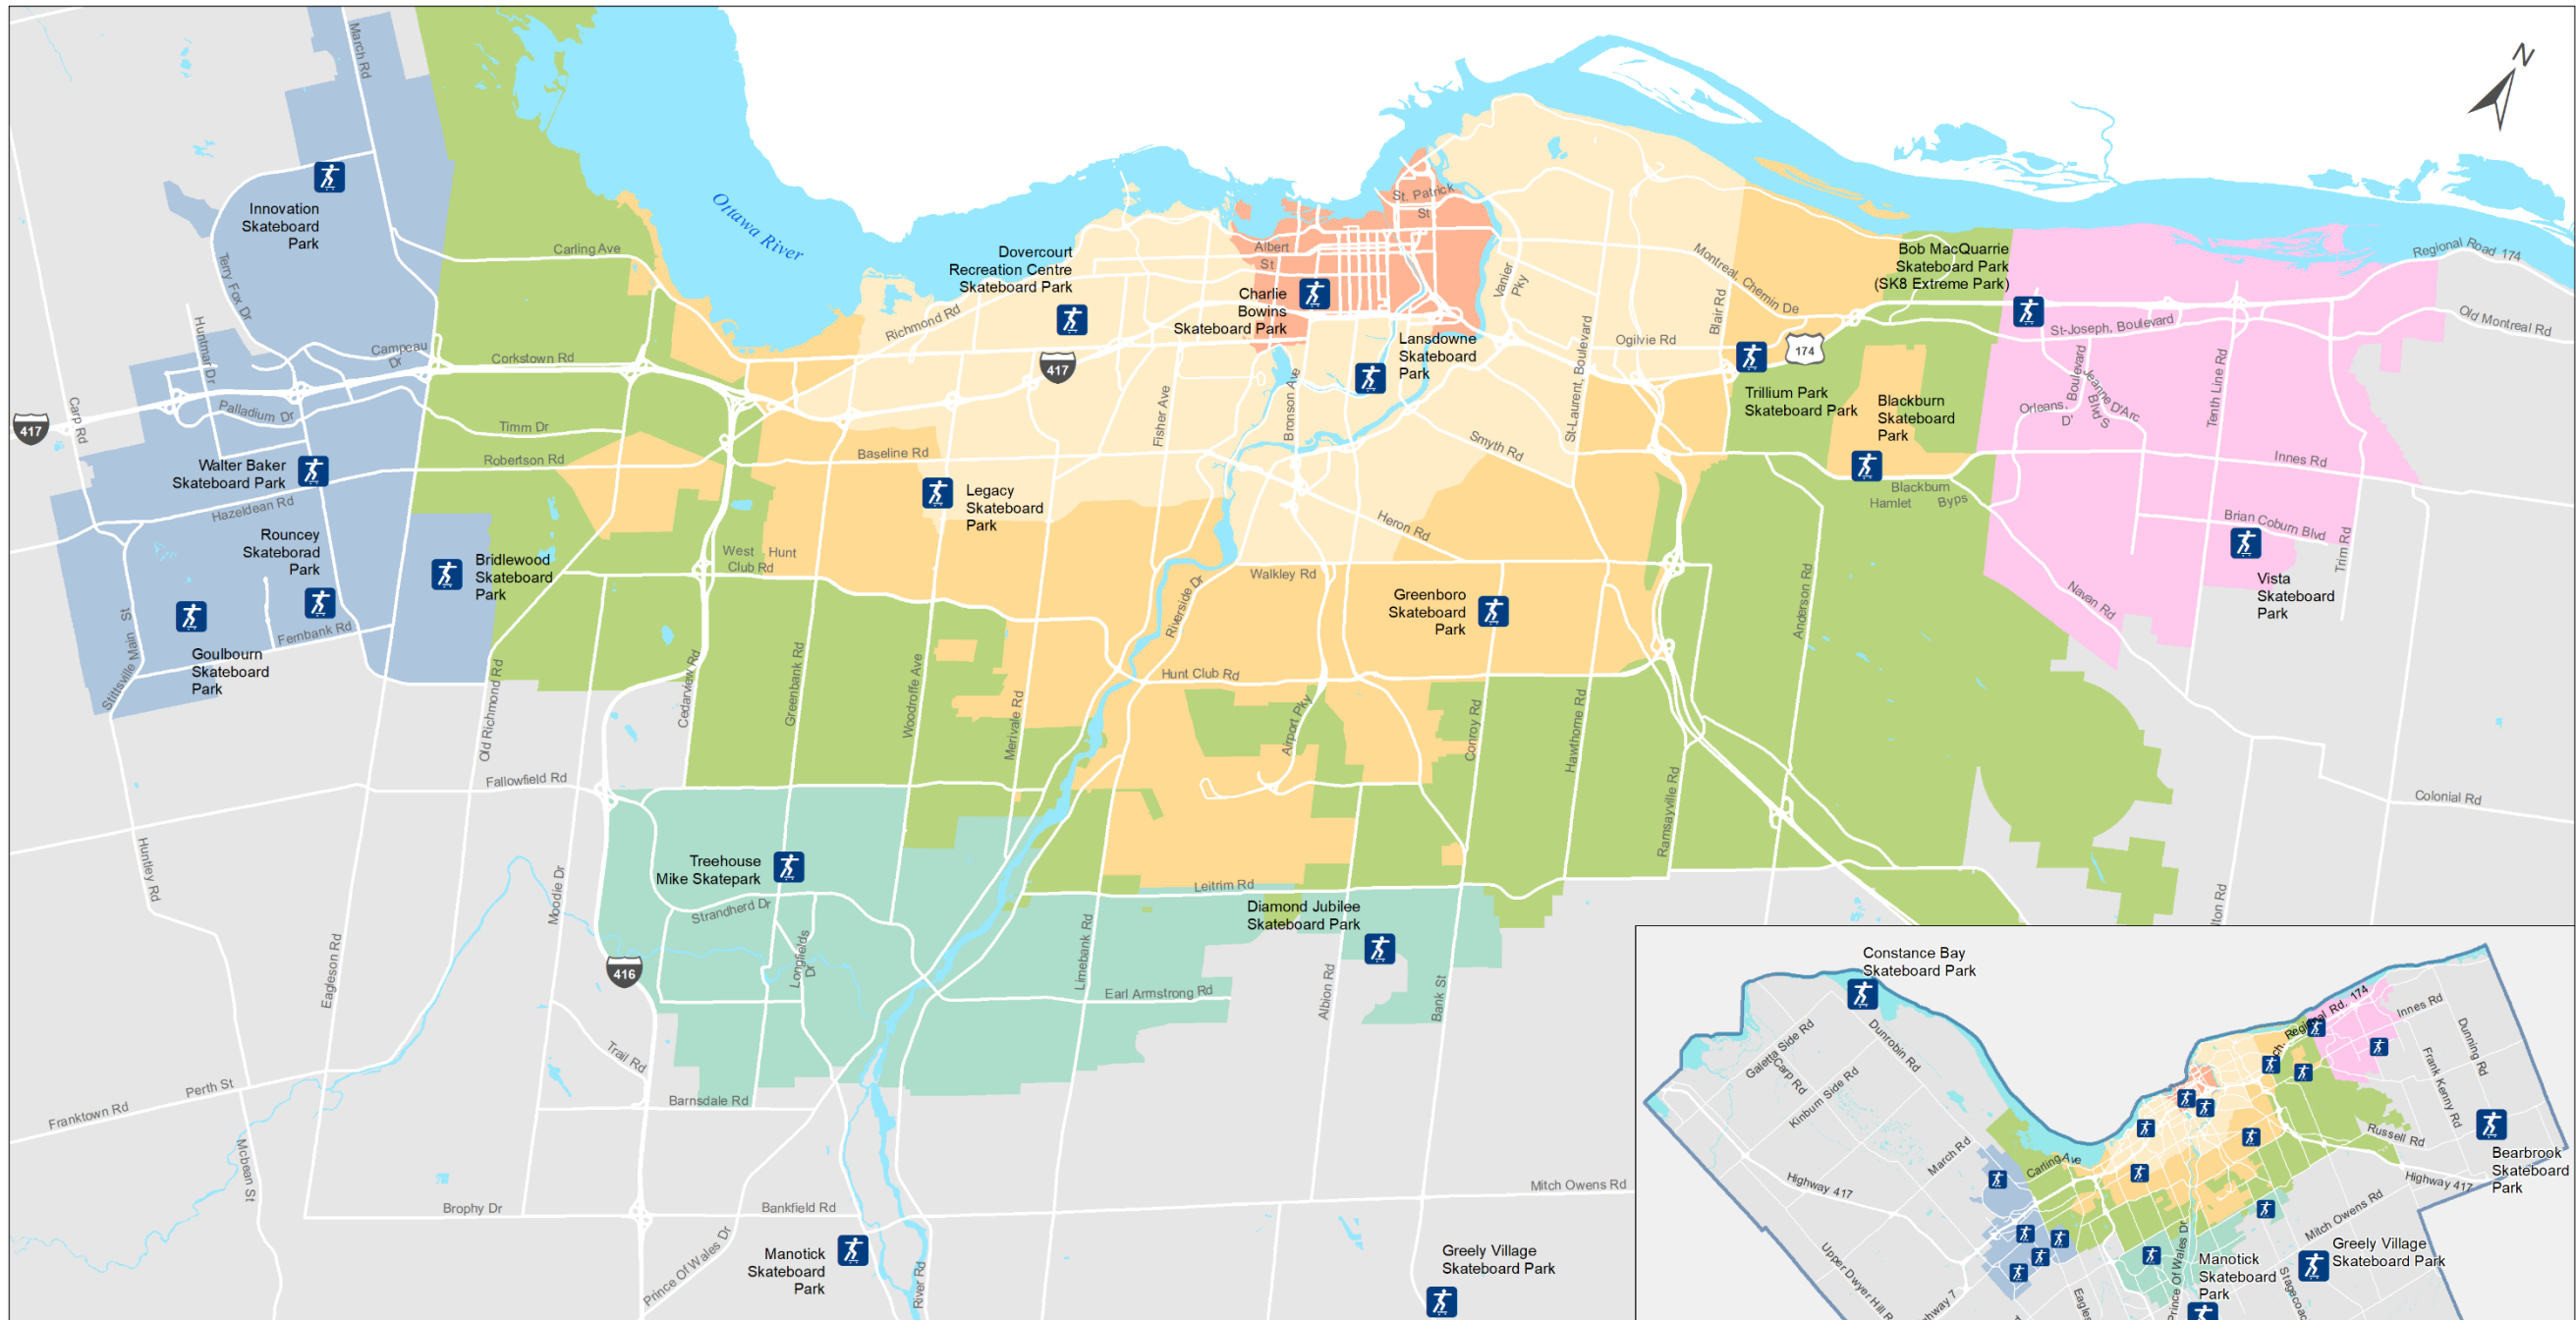 March Rd
N
Innovation
Skateboard
Park
Terry Fox Dr
Huntmar Dr
Carling Ave
Ottawa River
Dovercourt
Recreation Centre
Skateboard Park
Richmond Rd
417
Albert
St
St. Patrick
St
Charlie
Bowins
Skateboard Park
Lansdowne
Skateboard
Park
Vanier
Pky
Montreal, Chemin De
Blair Rd
Ogilvie Rd
St-Laurent, Boulevard
174
Bob MacQuarrie
Skateboard Park
(SK8 Extreme Park)
Regional Road 174
Old Montreal Rd
St-Joseph, Boulevard
Jeanne D'Arc
Blvd S
Orleans, Boulevard
D'
Tenth Line Rd
Innes Rd
Trillium Park
Skateboard Park
Blackburn
Skateboard
Park
Blackburn
Hamlet Byps
Brian Coburn Blvd
Trim Rd
Vista
Skateboard
Park
Navan Rd
Campeau
Dr
Corkstown Rd
Palladium Dr
Carp Rd
417
Timm Dr
Robertson Rd
Walter Baker
Skateboard Park
Hazeldean Rd
Rouncey
Skateborad
Park
Bridlewood
Skateboard
Park
Goulbourn
Skateboard
Park
Fernbank Rd
Stittsville Main St
West Hunt
Club Rd
Baseline Rd
Legacy
Skateboard
Park
Fisher Ave
Bronson Ave
Smyth Rd
Heron Rd
Walkley Rd
Riverside Dr
Greenboro
Skateboard
Park
Hunt Club Rd
Airport Pky
Conroy Rd
Hawthorne Rd
Ramsayville Rd
Anderson Rd
Old Richmond Rd
Cedarview Rd
Greenbank Rd
Woodroffe Ave
Merivale Rd
Fallowfield Rd
Colonial Rd
Huntley Rd
Moodie Dr
Eagleson Rd
Treehouse
Mike Skatepark
Strandherd Dr
Longfields
Dr
416
Limebank Rd
Leitrim Rd
Diamond Jubilee
Skateboard Park
Earl Armstrong Rd
Albion Rd
Bank St
lton Rd
Trail Rd
Barnsdale Rd
Perth St
Franktown Rd
Mcbean St
Brophy Dr
Bankfield Rd
Mitch Owens Rd
Manotick
Skateboard
Park
Prince Of Wales Dr
River Rd
Greely Village
Skateboard Park
Constance Bay
Skateboard Park
Galetta Side Rd
Carp Rd
Kinburn Side Rd
Dunrobin Rd
March Rd
Carling Ave
Highway 417
Upper Dwyer Hill R
hway 7
Eagles
Prince Of Wales Dr
Regional Rd. 174
Innes Rd
Dunning Rd
Frank Kenny Rd
Russell Rd
Highway 417
Mitch Owens Rd
Bearbrook
Skateboard
Park
Greely Village
Skateboard Park
Manotick
Skateboard
Park
Stagecoac